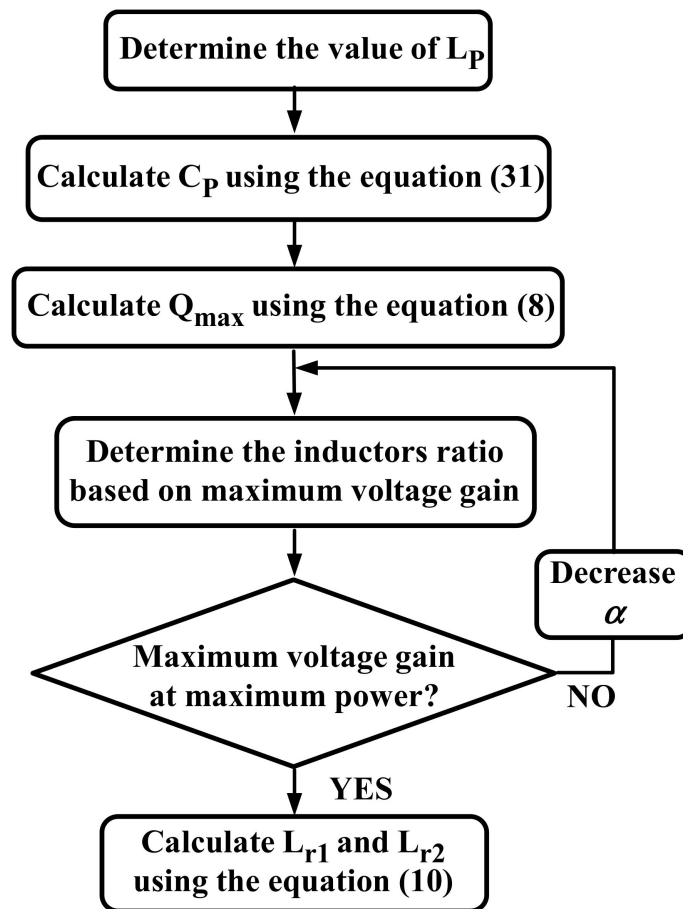 Determine the value of L_P
Calculate C_P using the equation (31)
Calculate Q_max using the equation (8)
Determine the inductors ratio
based on maximum voltage gain
Decrease
α
Maximum voltage gain
at maximum power?
NO
YES
Calculate L_r1 and L_r2
using the equation (10)